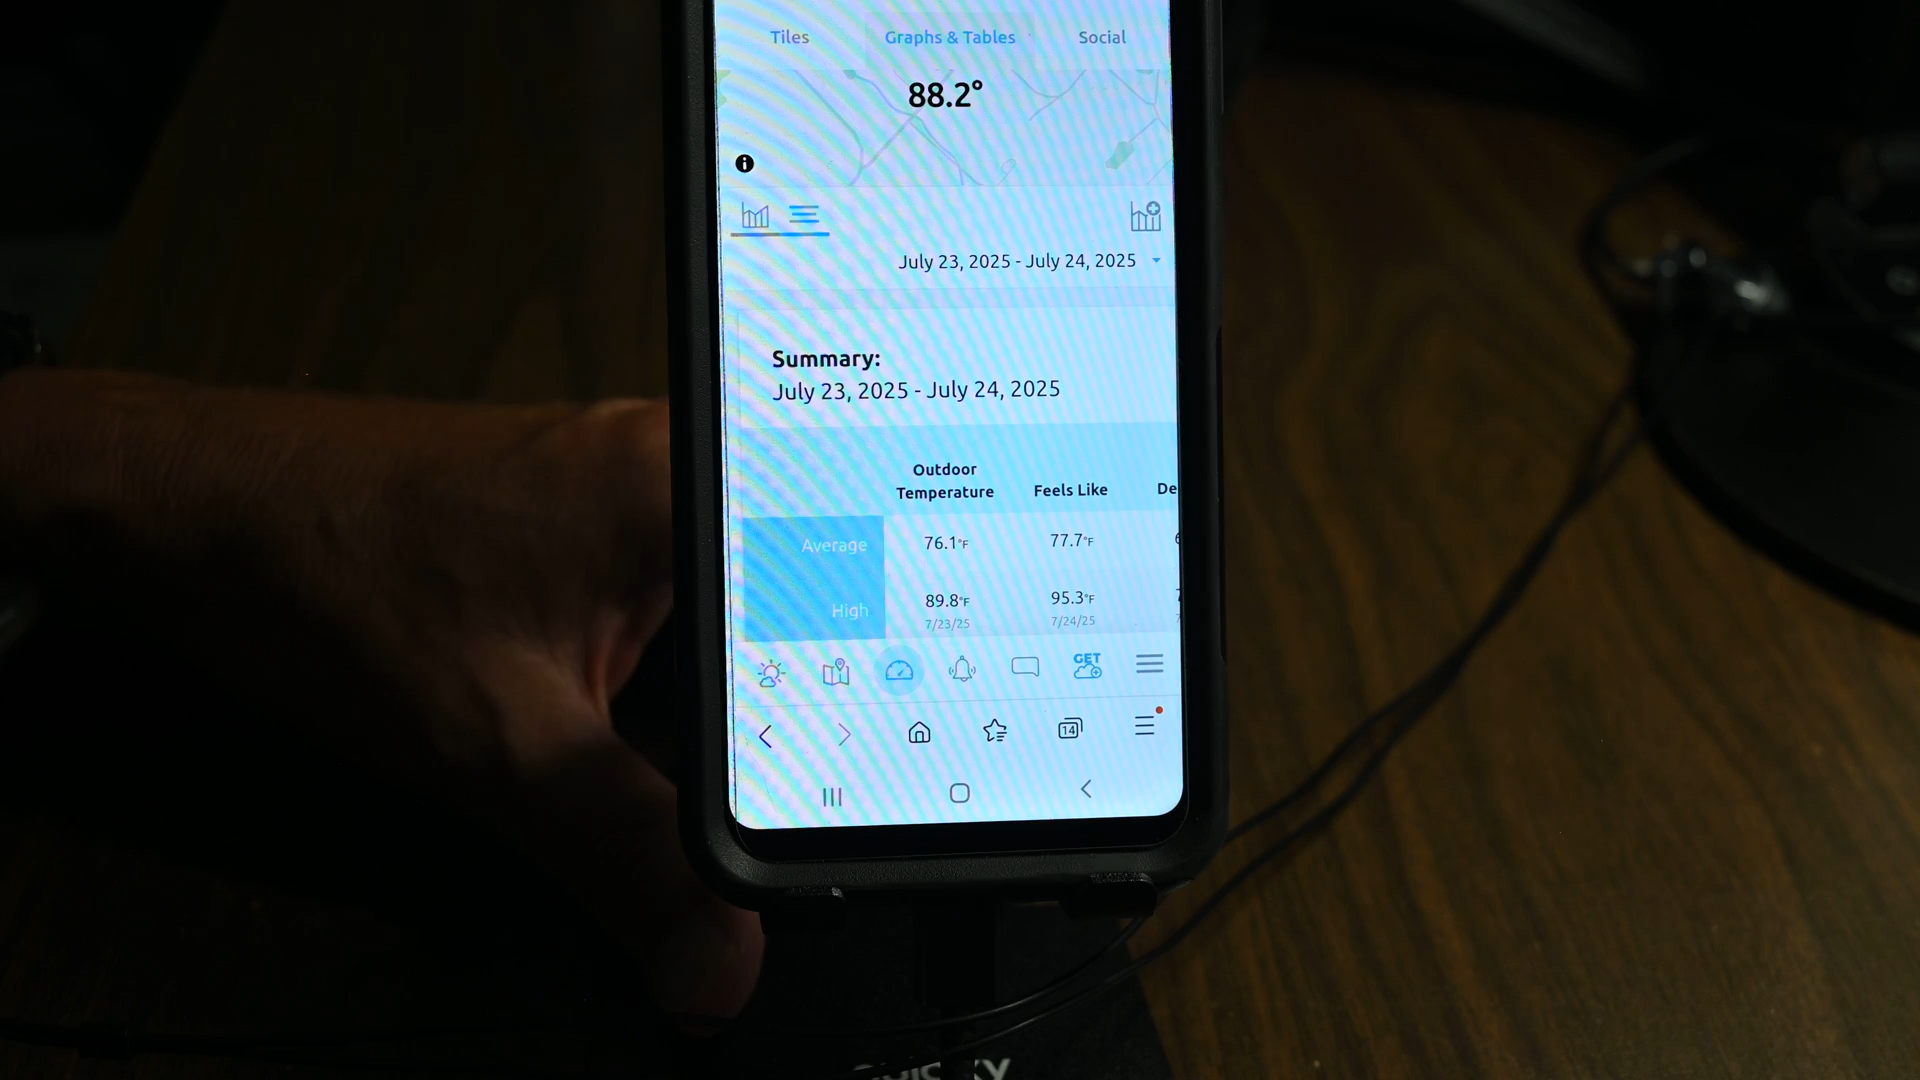 Tiles Graphs & Tables Social
88.2°
July 23, 2025 - July 24, 2025
Summary:
July 23, 2025 - July 24, 2025
Outdoor
Temperature Feels Like De
Average 76.1°F 77.7°F
High 89.8°F 95.3°F
7/23/25 7/24/25
GET
14